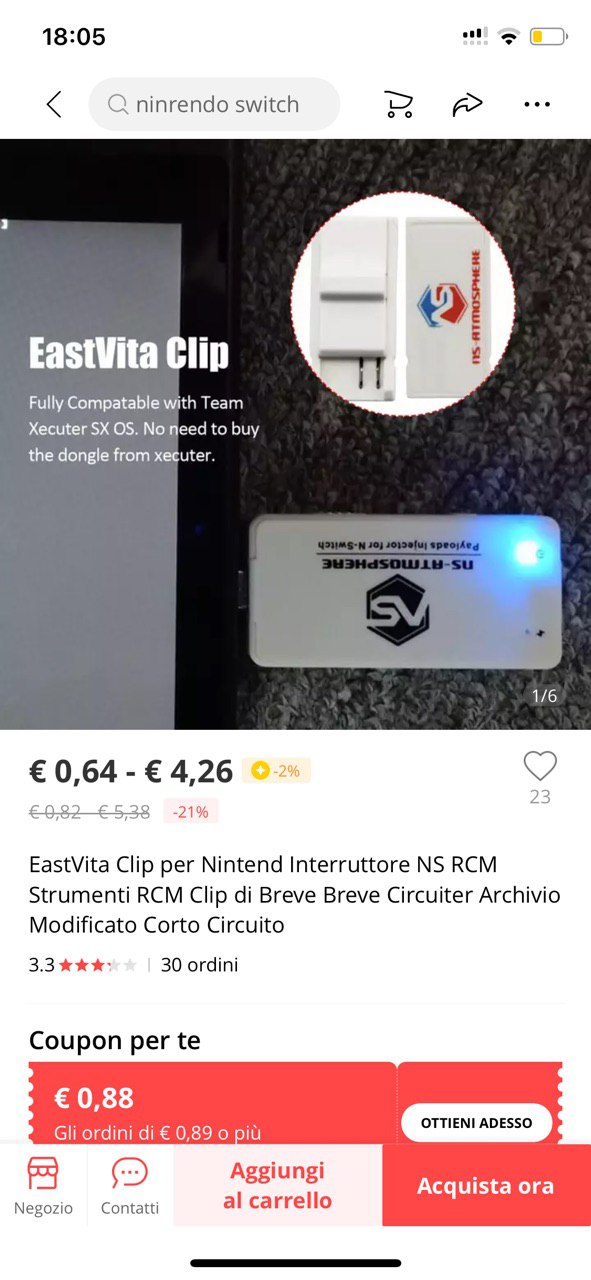 18:05
ninrendo switch
ns-ATMOSPHERE
EastVita Clip
Fully Compatable with Team
Xecuter SX OS. No need to buy
the dongle from xecuter.
Payloads Injector for N-Switch
ns-ATMOSPHERE
1/6
€ 0,64 - € 4,26
-2%
€ 0,82 - € 5,38
-21%
23
EastVita Clip per Nintend Interruttore NS RCM
Strumenti RCM Clip di Breve Breve Circuiter Archivio
Modificato Corto Circuito
3.3 | 30 ordini
Coupon per te
€ 0,88
Gli ordini di € 0,89 o più
OTTIENI ADESSO
Negozio
Contatti
Aggiungi
al carrello
Acquista ora